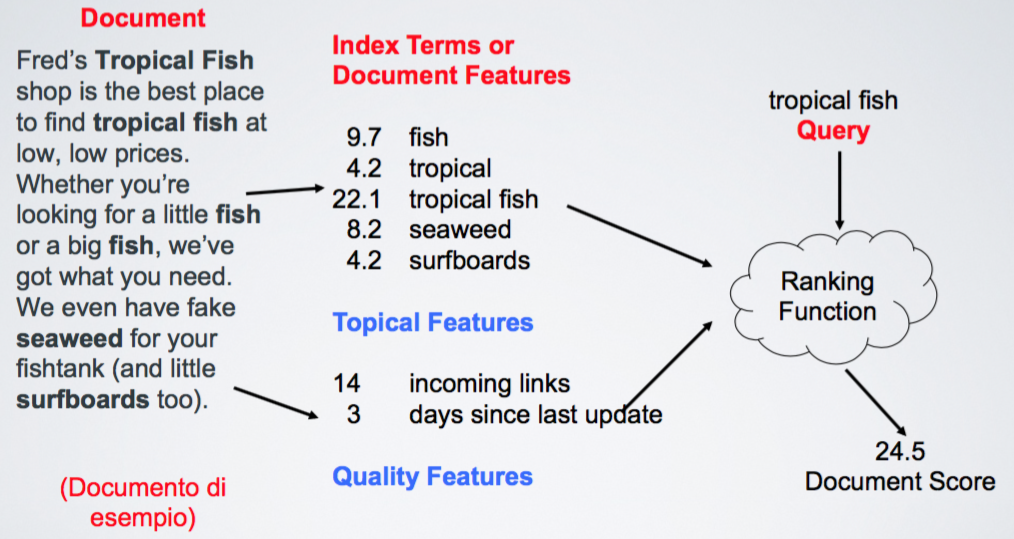 Document
Fred's Tropical Fish
shop is the best place
to find tropical fish at
low, low prices.
Whether you're
looking for a little fish
or a big fish, we've
got what you need.
We even have fake
seaweed for your
fishtank (and little
surfboards too).
(Documento di
esempio)
Index Terms or
Document Features
9.7 fish
4.2 tropical
22.1 tropical fish
8.2 seaweed
4.2 surfboards
Topical Features
14 incoming links
3 days since last update
Quality Features
tropical fish
Query
Ranking
Function
24.5
Document Score